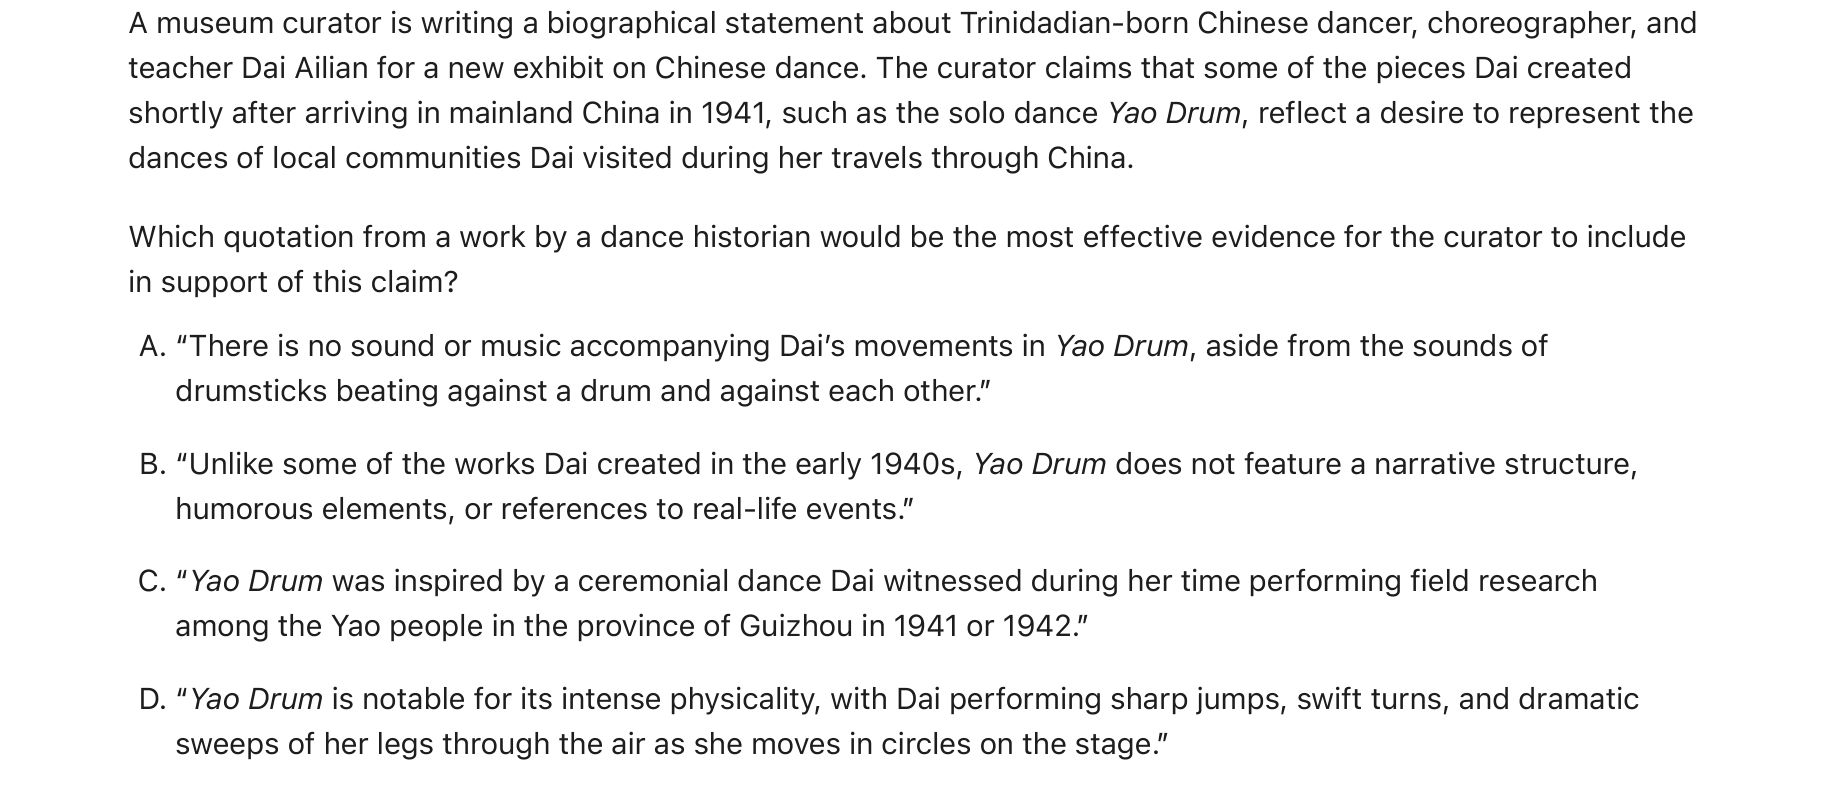 A museum curator is writing a biographical statement about Trinidadian-born Chinese dancer, choreographer, and
teacher Dai Ailian for a new exhibit on Chinese dance. The curator claims that some of the pieces Dai created
shortly after arriving in mainland China in 1941, such as the solo dance Yao Drum, reflect a desire to represent the
dances of local communities Dai visited during her travels through China.
Which quotation from a work by a dance historian would be the most effective evidence for the curator to include
in support of this claim?
A. “There is no sound or music accompanying Dai’s movements in Yao Drum, aside from the sounds of
drumsticks beating against a drum and against each other.”
B. “Unlike some of the works Dai created in the early 1940s, Yao Drum does not feature a narrative structure,
humorous elements, or references to real-life events.”
C. “Yao Drum was inspired by a ceremonial dance Dai witnessed during her time performing field research
among the Yao people in the province of Guizhou in 1941 or 1942.”
D. “Yao Drum is notable for its intense physicality, with Dai performing sharp jumps, swift turns, and dramatic
sweeps of her legs through the air as she moves in circles on the stage.”